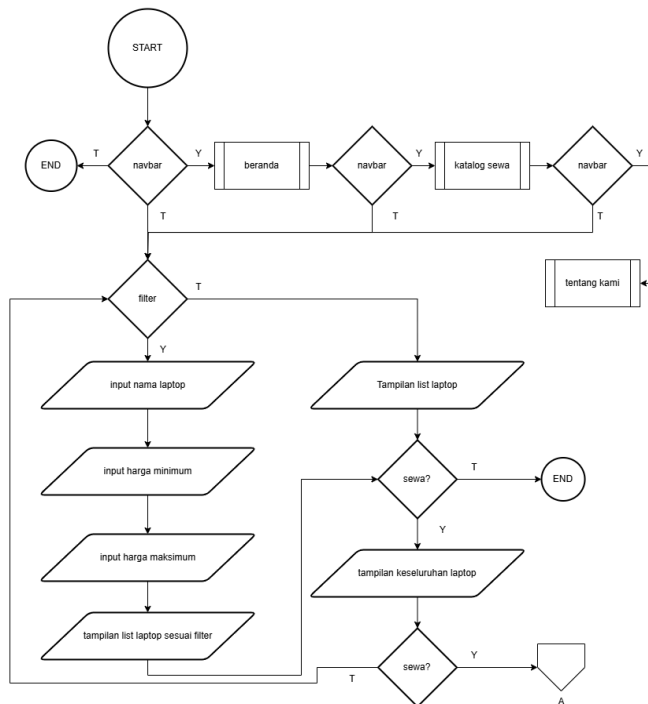 START
END
T
navbar
Y
beranda
navbar
Y
katalog sewa
navbar
Y
T
T
T
filter
T
tentang kami
Y
input nama laptop
Tampilan list laptop
input harga minimum
sewa?
T
END
Y
input harga maksimum
tampilan keseluruhan laptop
tampilan list laptop sesuai filter
sewa?
T
Y
A